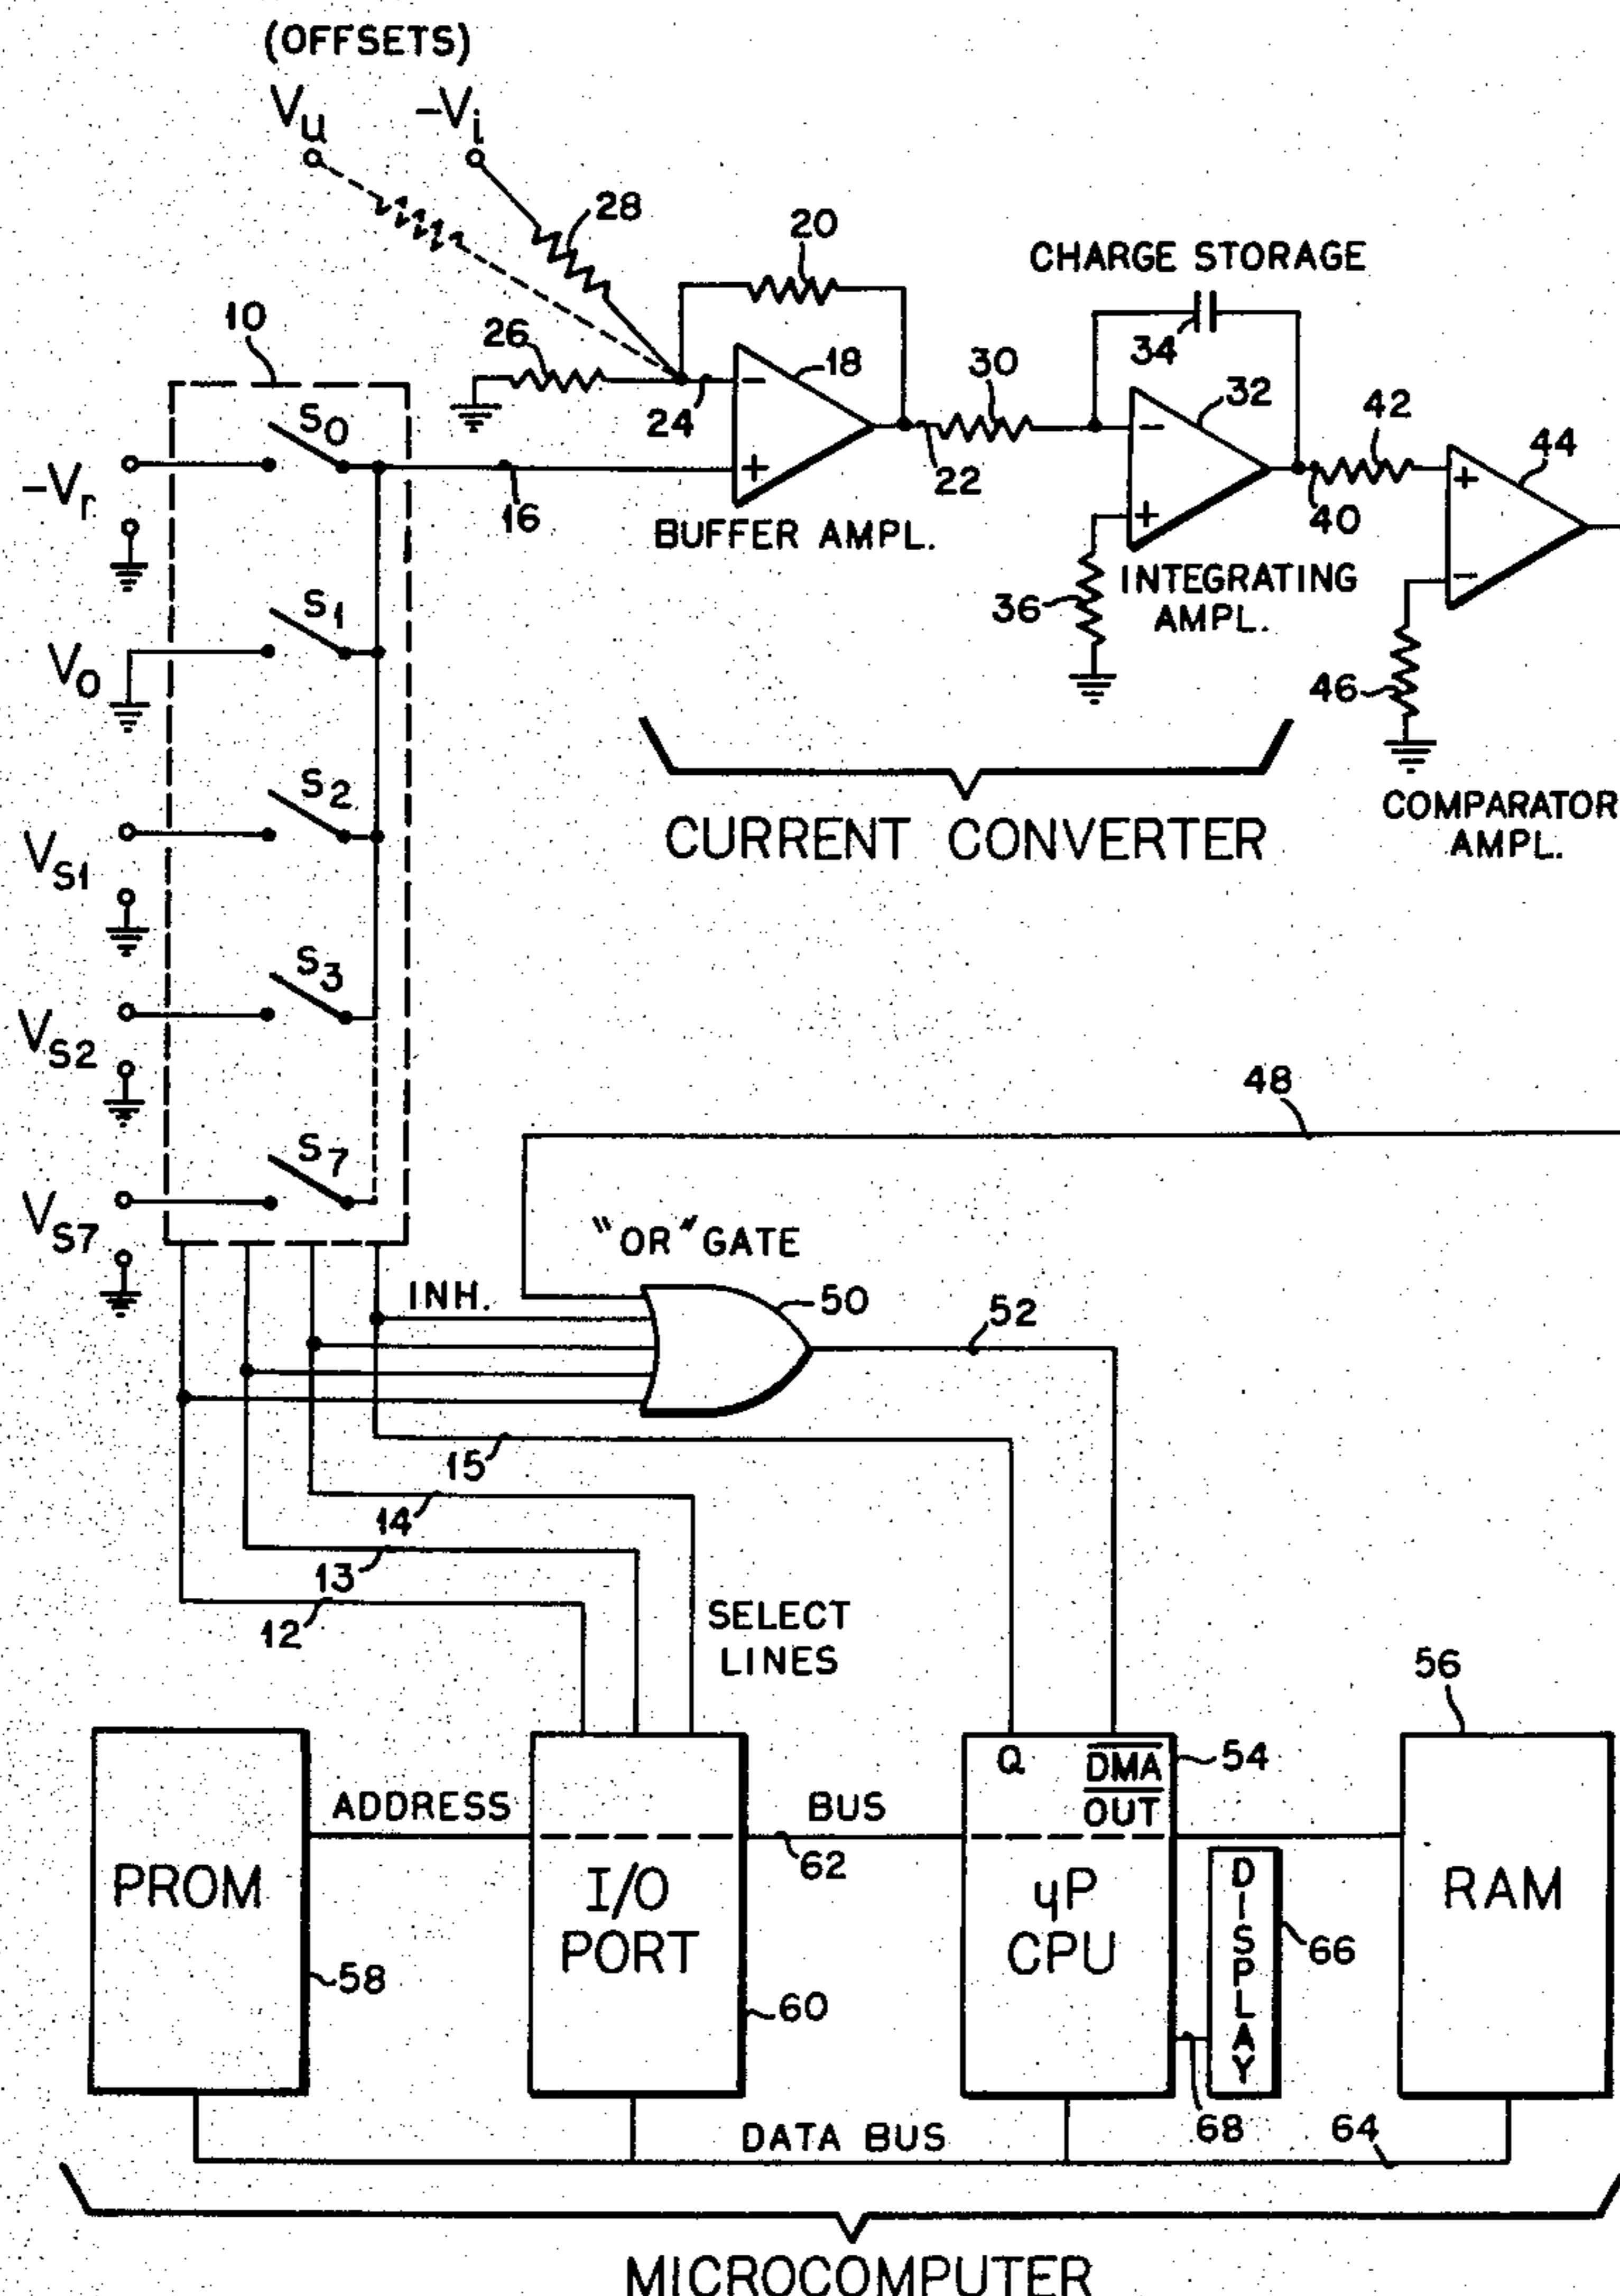 (OFFSETS)
Vu
-Vi
28
20
CHARGE STORAGE
10
26
18
30
34
32
42
44
24
-
+
-
+
+
-
S0
-Vr
16
22
40
BUFFER AMPL.
INTEGRATING
AMPL.
36
S1
V0
46
S2
VS1
CURRENT CONVERTER
COMPARATOR
AMPL.
S3
VS2
48
S7
VS7
"OR" GATE
INH.
50
52
15
14
13
12
SELECT
LINES
56
Q
DMA
OUT
54
ADDRESS
BUS
62
PROM
I/O
PORT
µP
CPU
DISPLAY
RAM
58
60
66
68
DATA BUS
64
MICROCOMPUTER